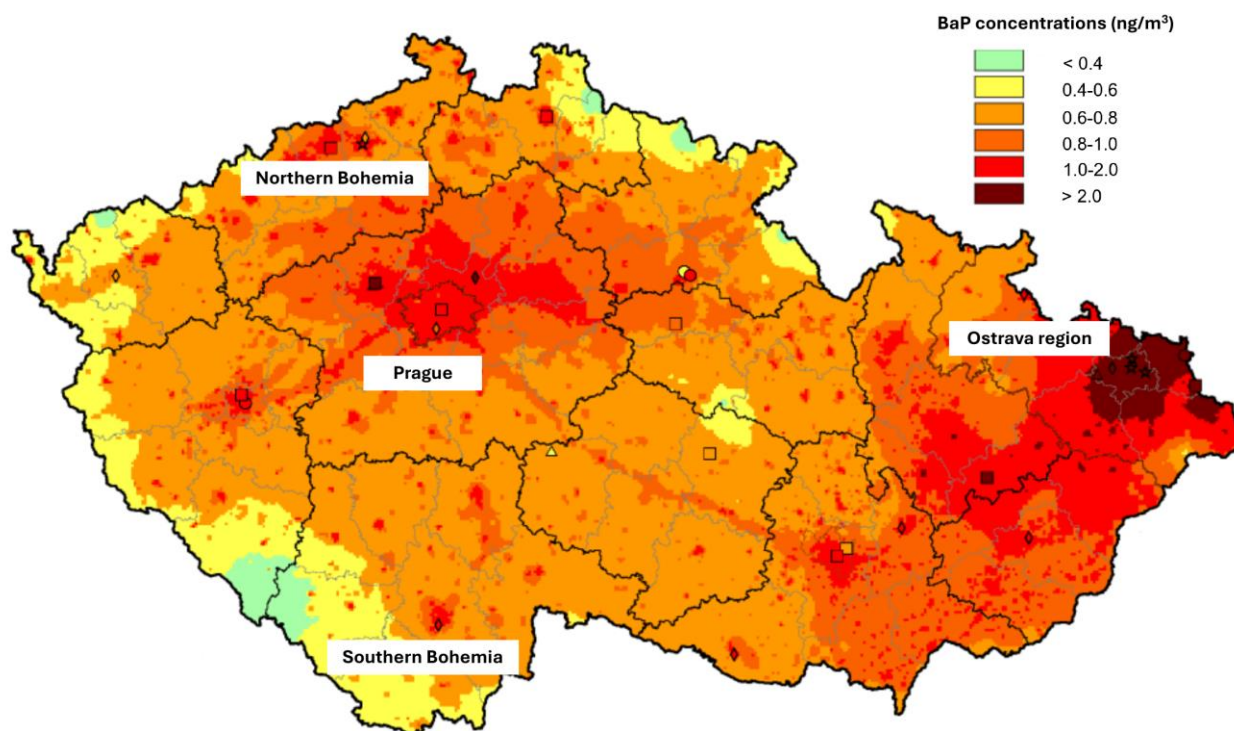 BaP concentrations (ng/m³)
< 0.4
0.4-0.6
0.6-0.8
0.8-1.0
1.0-2.0
> 2.0
Northern Bohemia
Ostrava region
Prague
Southern Bohemia